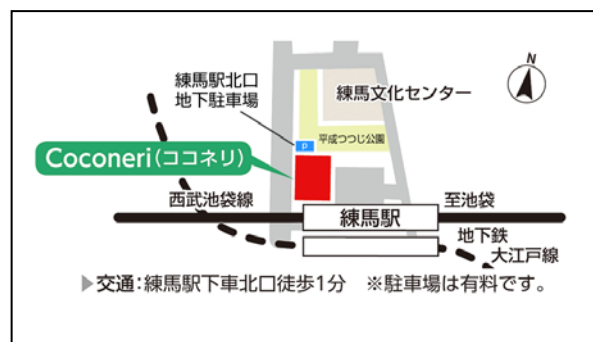 N
練馬駅北口
地下駐車場
練馬文化センター
P
平成つつじ公園
Coconeri(ココネリ)
西武池袋線
至池袋
練馬駅
地下鉄
大江戸線
▶交通:練馬駅下車北口徒歩1分 ※駐車場は有料です。